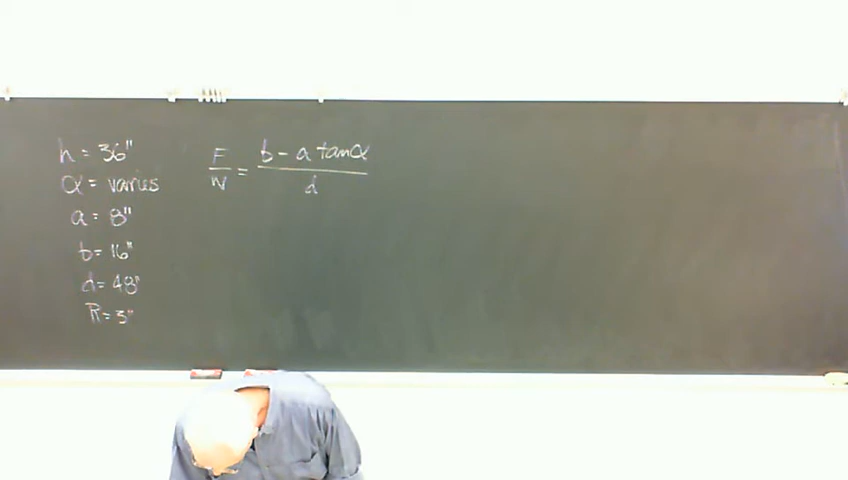 h = 36"
α = varies
a = 8"
b = 16"
d = 48"
R = 3"
F/W = (b - a tanα)/d